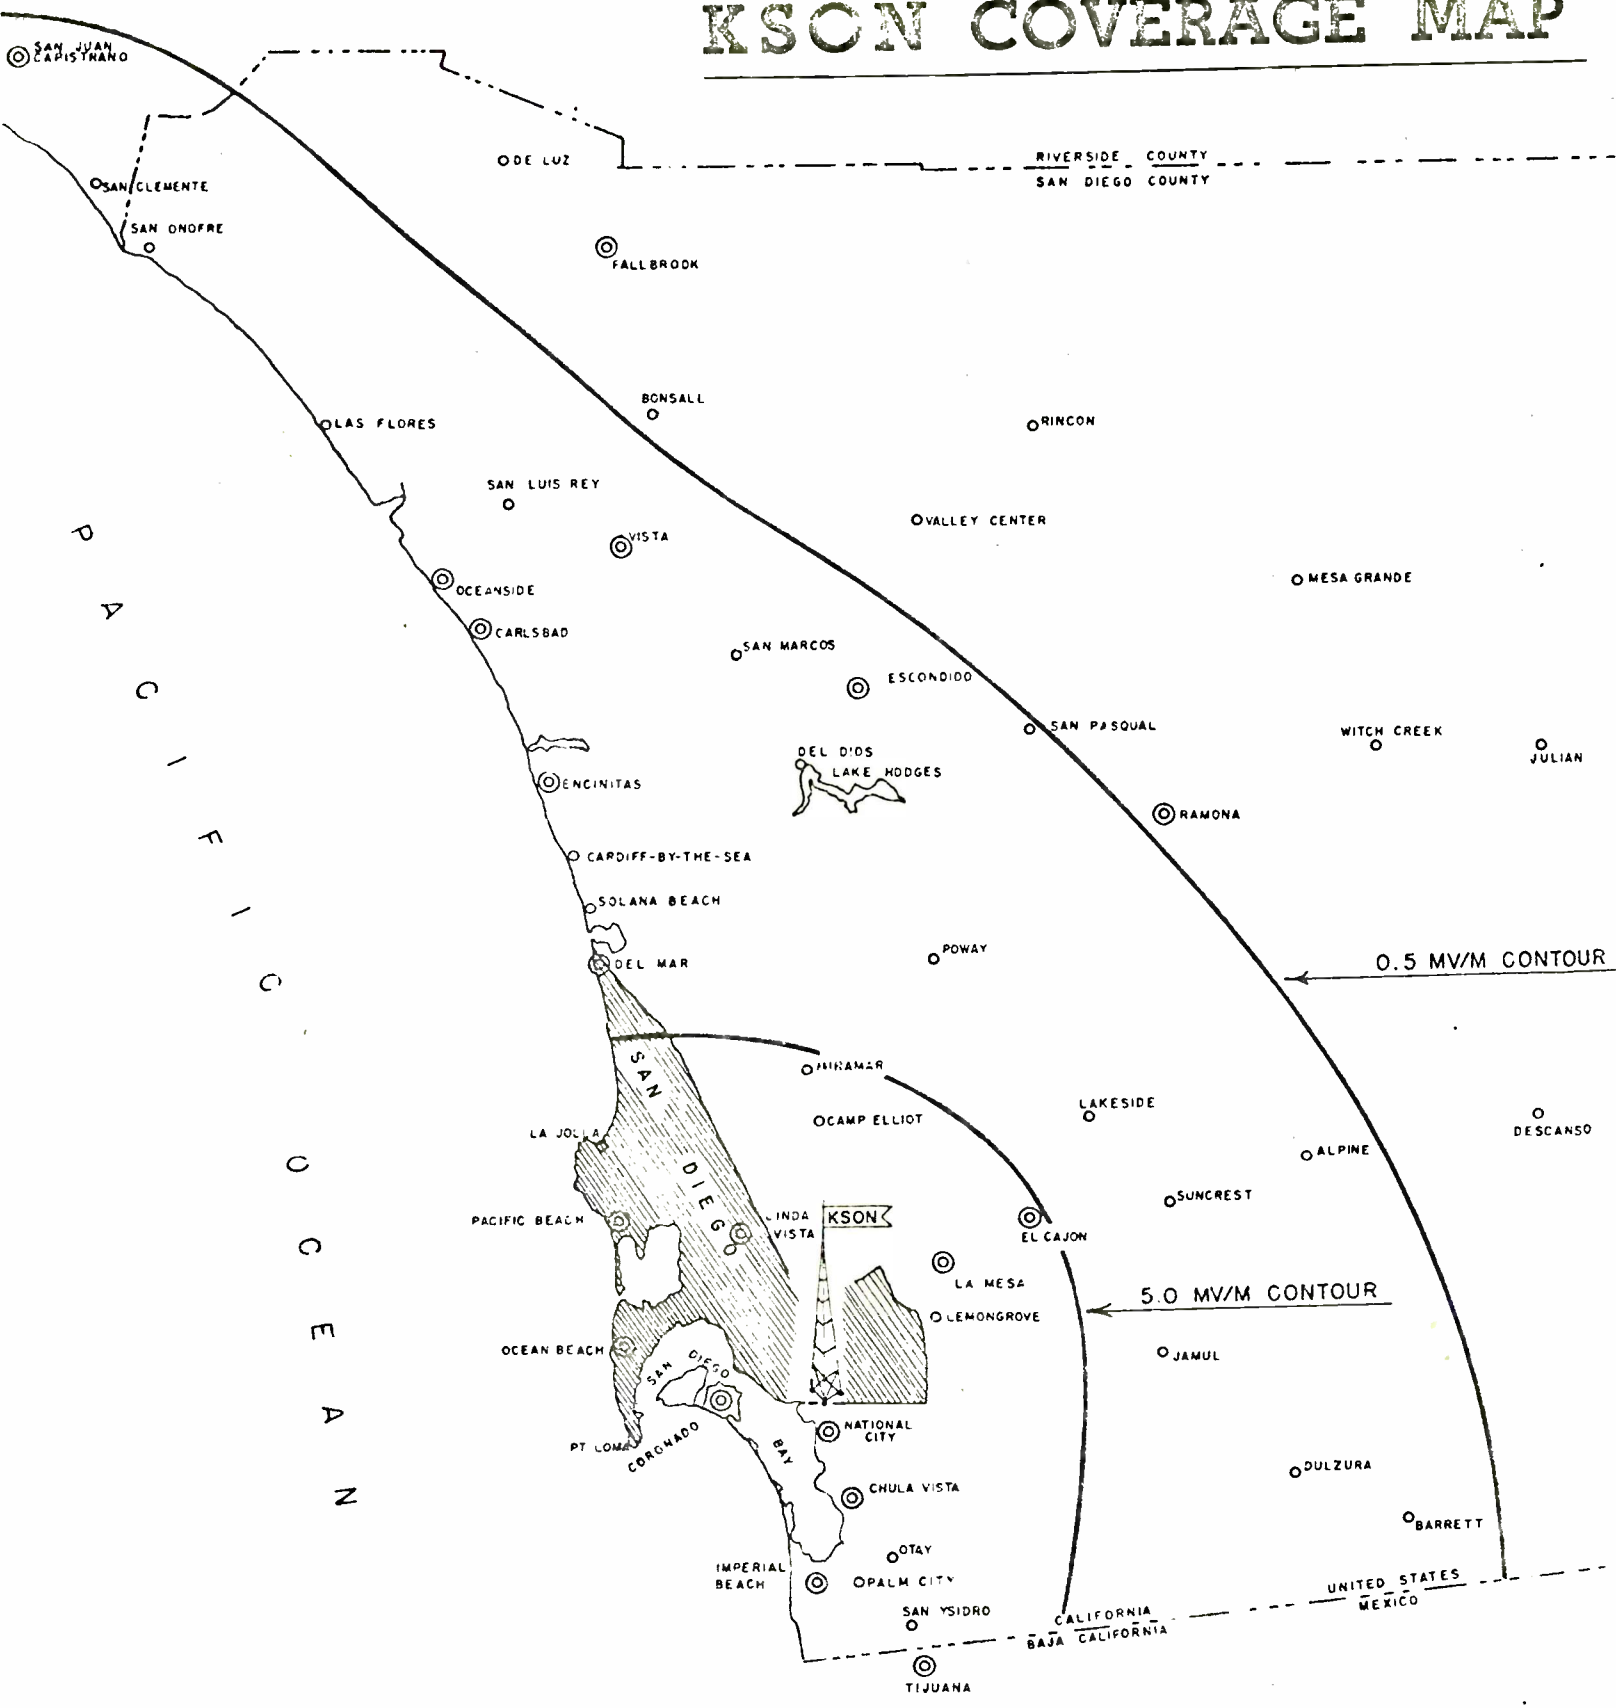 KSON COVERAGE MAP
SAN JUAN
CAPISTRANO
DE LUZ
RIVERSIDE COUNTY
SAN DIEGO COUNTY
SAN CLEMENTE
SAN ONOFRE
FALLBROOK
BONSALL
LAS FLORES
RINCON
SAN LUIS REY
VALLEY CENTER
VISTA
MESA GRANDE
OCEANSIDE
CARLSBAD
SAN MARCOS
ESCONDIDO
SAN PASQUAL
WITCH CREEK
JULIAN
DEL DIOS
LAKE HODGES
ENCINITAS
RAMONA
CARDIFF-BY-THE-SEA
SOLANA BEACH
POWAY
0.5 MV/M CONTOUR
DEL MAR
PACIFIC OCEAN
MIRAMAR
LAKESIDE
CAMP ELLIOT
DESCANSO
LA JOLLA
ALPINE
SAN DIEGO
SUNCREST
PACIFIC BEACH
LINDA
VISTA
KSON
EL CAJON
LA MESA
5.0 MV/M CONTOUR
LEMONGROVE
OCEAN BEACH
JAMUL
SAN DIEGO
BAY
CORONADO
PT LOMA
NATIONAL
CITY
DULZURA
CHULA VISTA
BARRETT
OTAY
IMPERIAL
BEACH
PALM CITY
UNITED STATES
MEXICO
SAN YSIDRO
CALIFORNIA
BAJA CALIFORNIA
TIJUANA